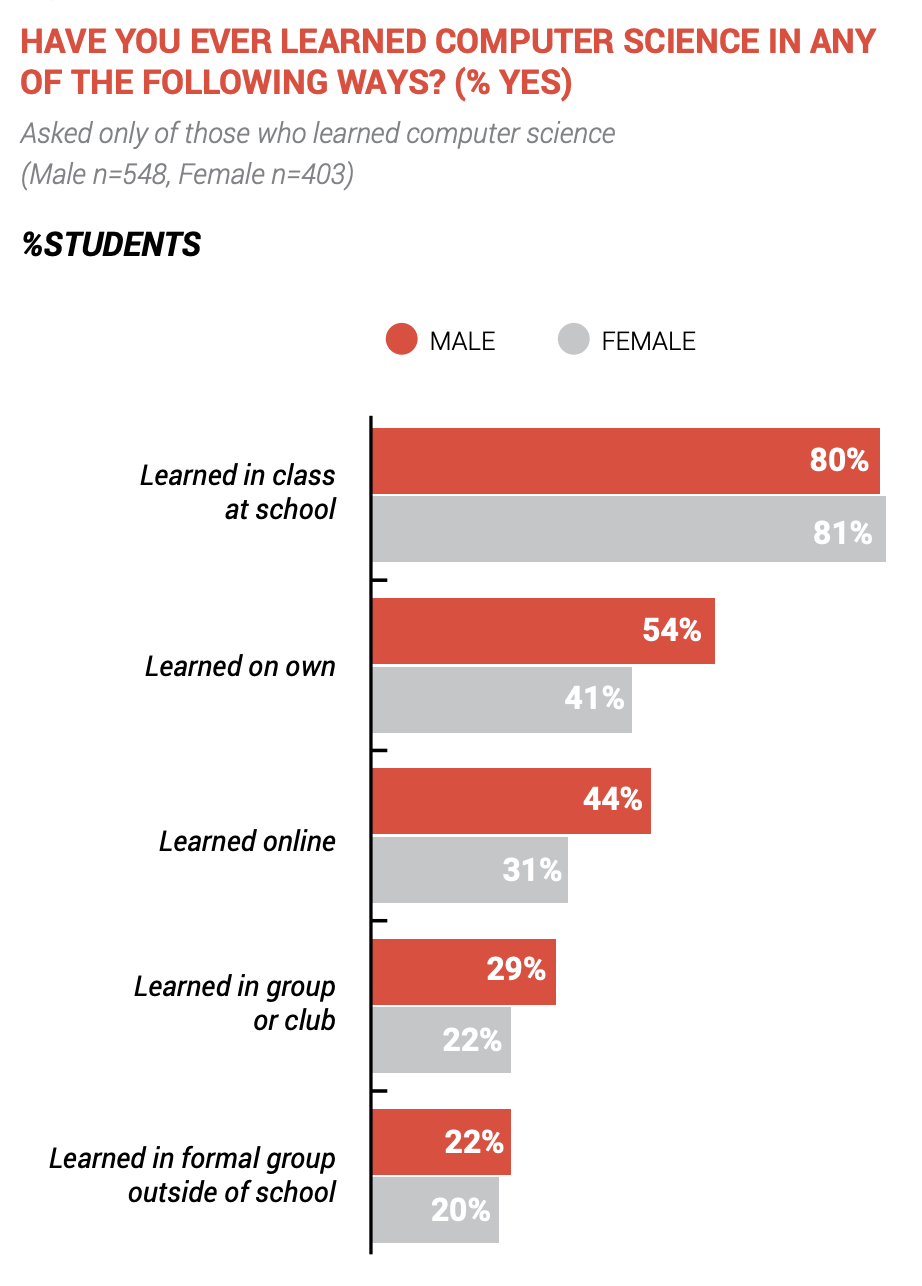 HAVE YOU EVER LEARNED COMPUTER SCIENCE IN ANY
OF THE FOLLOWING WAYS? (% YES)
Asked only of those who learned computer science
(Male n=548, Female n=403)
%STUDENTS
MALE
FEMALE
Learned in class
at school
80%
81%
Learned on own
54%
41%
Learned online
44%
31%
Learned in group
or club
29%
22%
Learned in formal group
outside of school
22%
20%